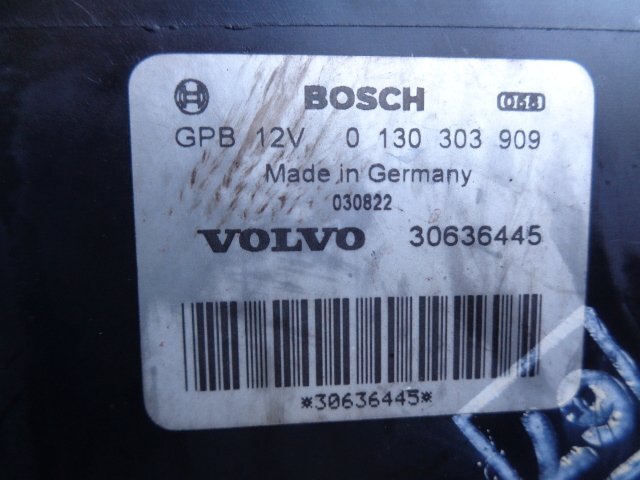 BOSCH
GPB 12V 0 130 303 909
Made in Germany
030822
VOLVO 30636445
*30636445*